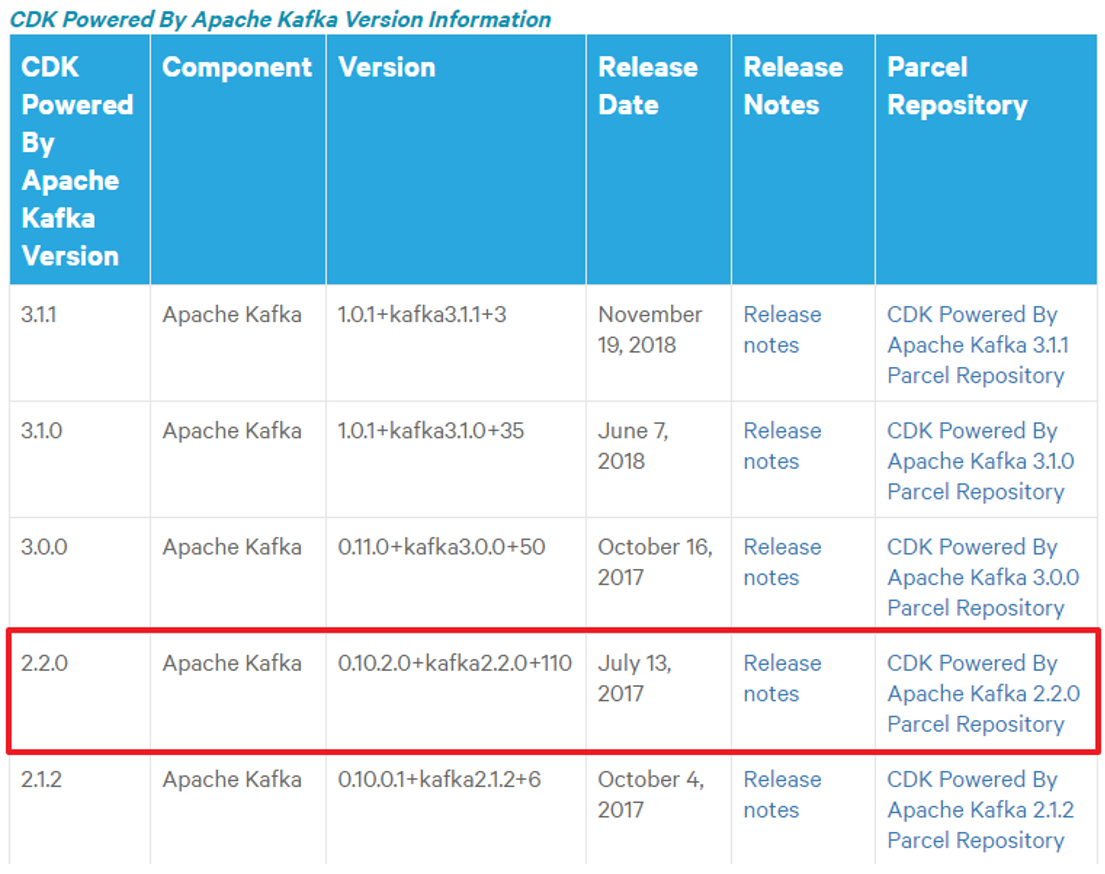 CDK Powered By Apache Kafka Version Information
CDK Powered By Apache Kafka Version
Component
Version
Release Date
Release Notes
Parcel Repository
3.1.1
Apache Kafka
1.0.1+kafka3.1.1+3
November 19, 2018
Release notes
CDK Powered By Apache Kafka 3.1.1 Parcel Repository
3.1.0
Apache Kafka
1.0.1+kafka3.1.0+35
June 7, 2018
Release notes
CDK Powered By Apache Kafka 3.1.0 Parcel Repository
3.0.0
Apache Kafka
0.11.0+kafka3.0.0+50
October 16, 2017
Release notes
CDK Powered By Apache Kafka 3.0.0 Parcel Repository
2.2.0
Apache Kafka
0.10.2.0+kafka2.2.0+110
July 13, 2017
Release notes
CDK Powered By Apache Kafka 2.2.0 Parcel Repository
2.1.2
Apache Kafka
0.10.0.1+kafka2.1.2+6
October 4, 2017
Release notes
CDK Powered By Apache Kafka 2.1.2 Parcel Repository